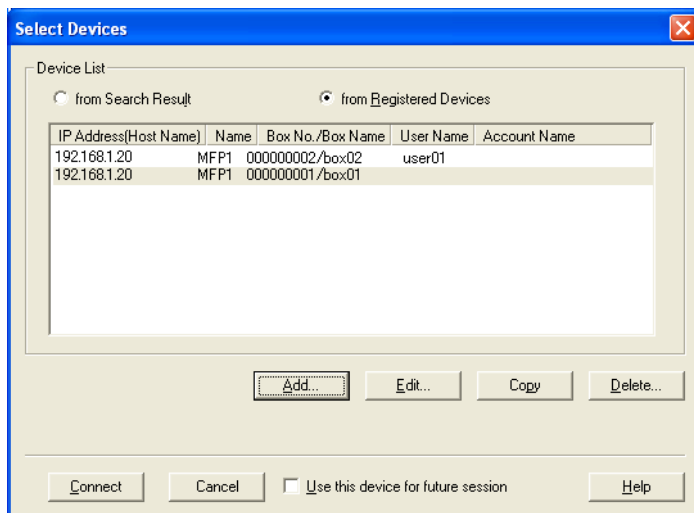 Select Devices
Device List
from Search Result from Registered Devices
IP Address(Host Name) Name Box No./Box Name User Name Account Name
192.168.1.20 MFP1 000000002/box02 user01
192.168.1.20 MFP1 000000001/box01
Add... Edit... Copy Delete...
Connect Cancel Use this device for future session Help